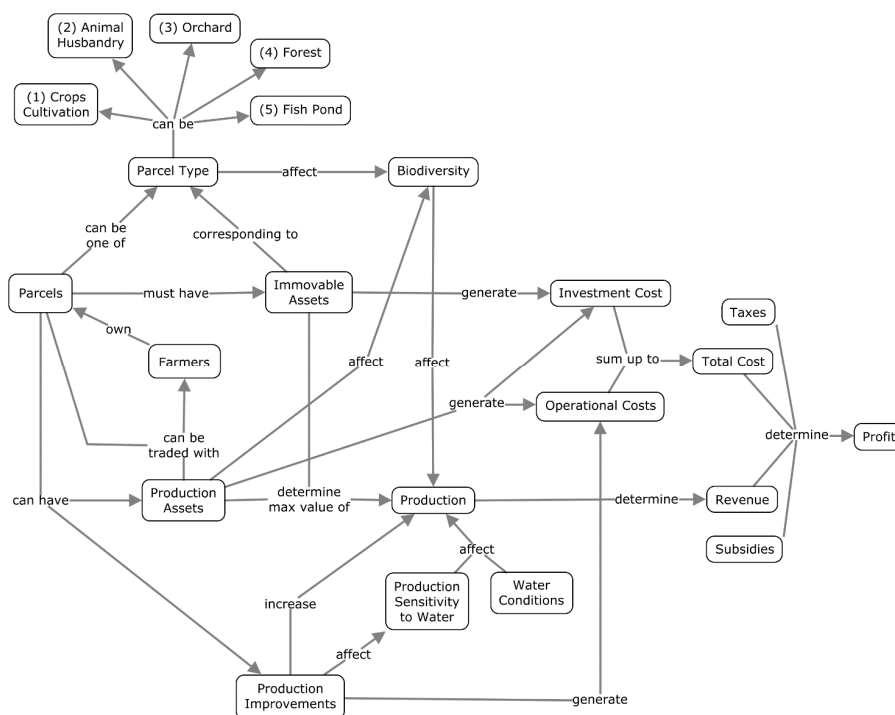 (2) Animal
Husbandry
(3) Orchard
(4) Forest
(1) Crops
Cultivation
(5) Fish Pond
can be
Parcel Type
affect
Biodiversity
can be
one of
corresponding to
Parcels
must have
Immovable
Assets
generate
Investment Cost
Taxes
own
Farmers
affect
affect
sum up to
Total Cost
generate
Operational Costs
can be
traded with
determine
Profit
can have
Production
Assets
determine
max value of
Production
determine
Revenue
affect
Subsidies
Production
Sensitivity
to Water
Water
Conditions
increase
affect
Production
Improvements
generate